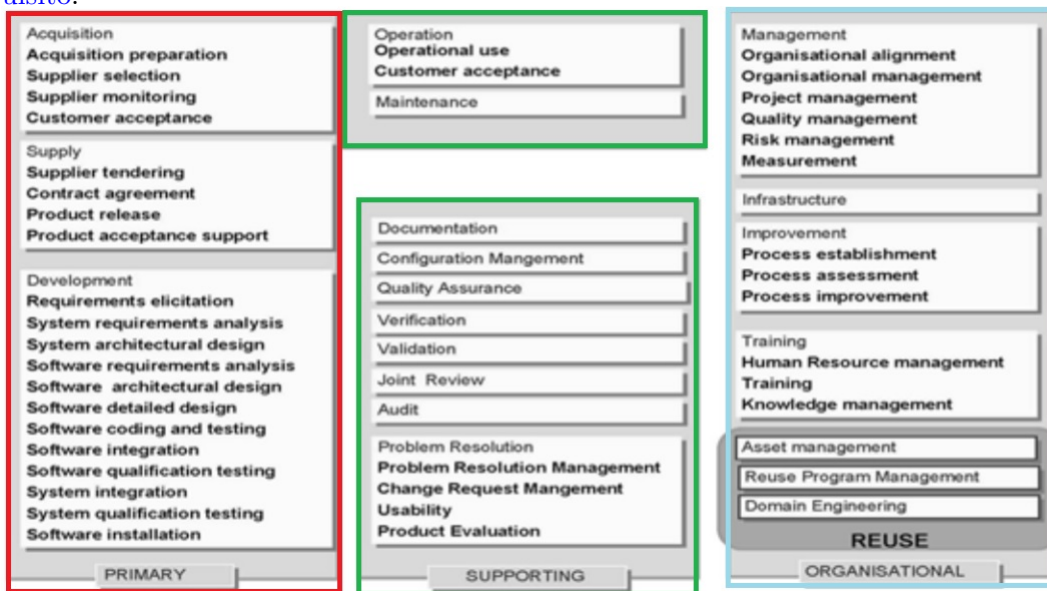 uisito.
Acquisition
Acquisition preparation
Supplier selection
Supplier monitoring
Customer acceptance
Supply
Supplier tendering
Contract agreement
Product release
Product acceptance support
Development
Requirements elicitation
System requirements analysis
System architectural design
Software requirements analysis
Software architectural design
Software detailed design
Software coding and testing
Software integration
Software qualification testing
System integration
System qualification testing
Software installation
PRIMARY
Operation
Operational use
Customer acceptance
Maintenance
Documentation
Configuration Mangement
Quality Assurance
Verification
Validation
Joint Review
Audit
Problem Resolution
Problem Resolution Management
Change Request Mangement
Usability
Product Evaluation
SUPPORTING
Management
Organisational alignment
Organisational management
Project management
Quality management
Risk management
Measurement
Infrastructure
Improvement
Process establishment
Process assessment
Process improvement
Training
Human Resource management
Training
Knowledge management
Asset management
Reuse Program Management
Domain Engineering
REUSE
ORGANISATIONAL